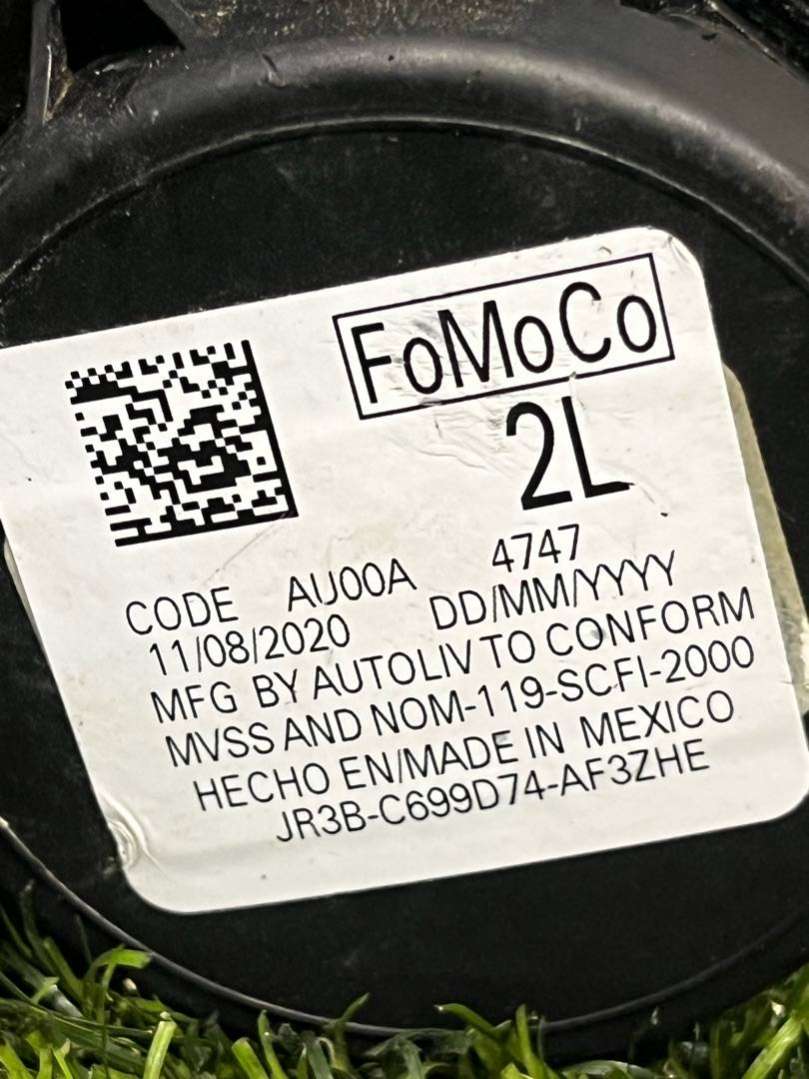 FoMoCo
2L
CODE AU00A 4747
11/08/2020 DD/MM/YYYY
MFG BY AUTOLIV TO CONFORM
MVSS AND NOM-119-SCFI-2000
HECHO EN/MADE IN MEXICO
JR3B-C699D74-AF3ZHE